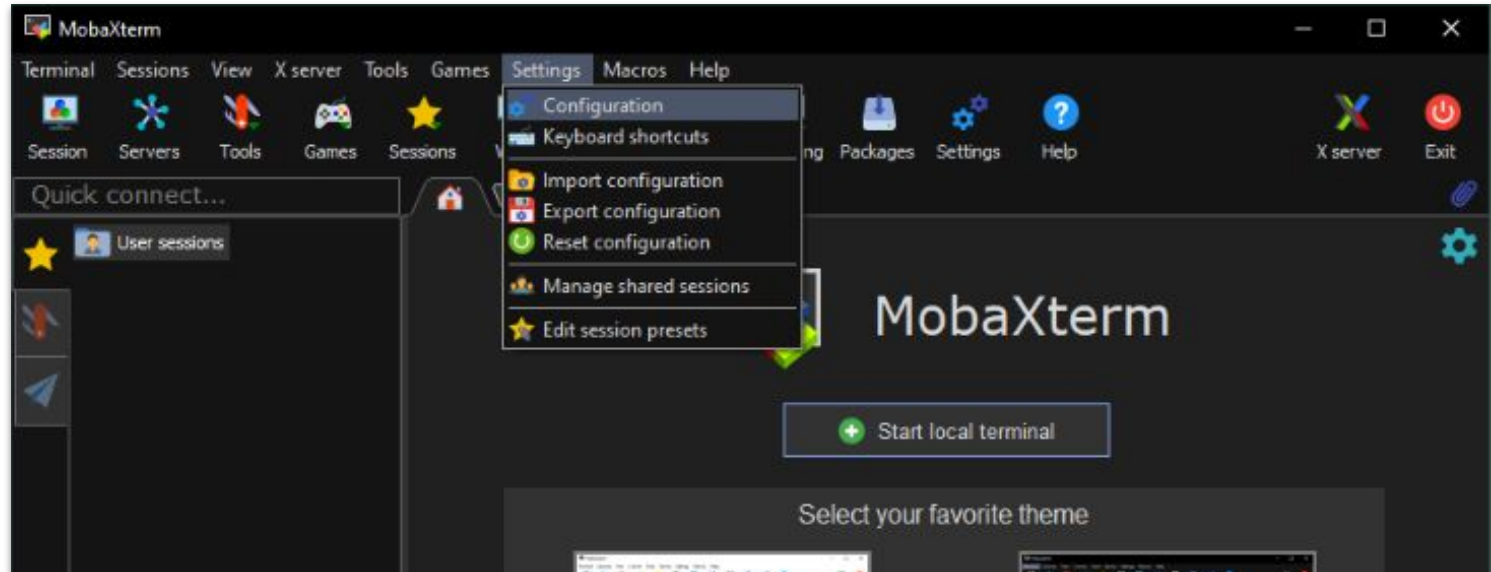 MobaXterm
Terminal Sessions View X server Tools Games Settings Macros Help
Session Servers Tools Games Sessions Packages Settings Help X server Exit
Configuration
Keyboard shortcuts
Import configuration
Export configuration
Reset configuration
Manage shared sessions
Edit session presets
Quick connect...
User sessions
MobaXterm
Start local terminal
Select your favorite theme